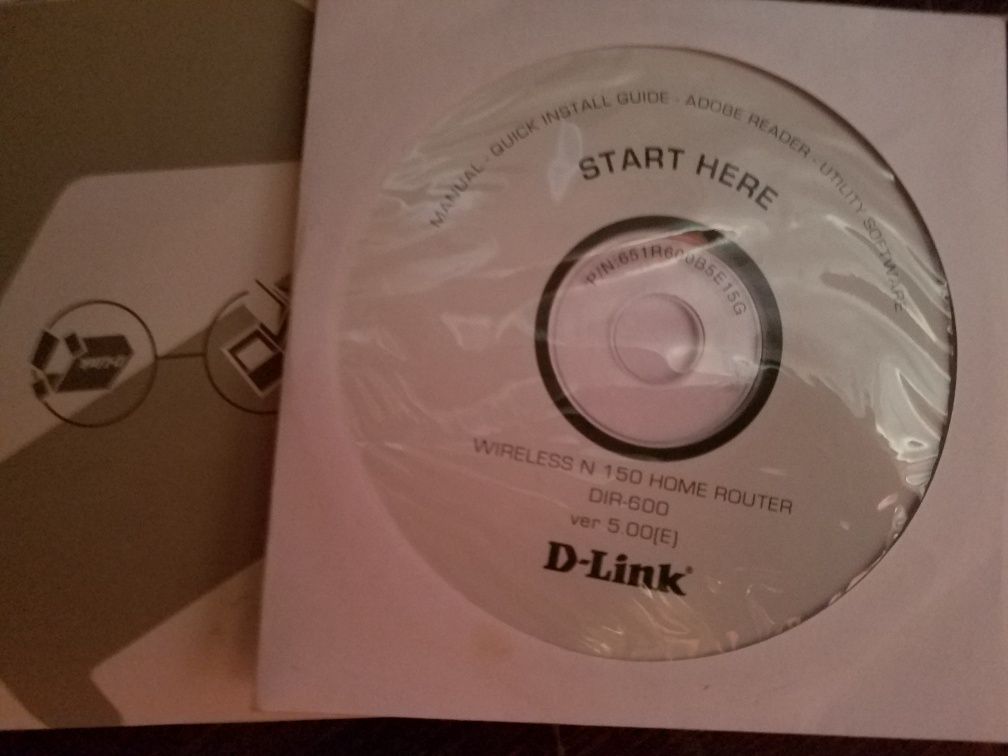 MANUAL - QUICK INSTALL GUIDE - ADOBE READER - UTILITY SOFTWARE
START HERE
P/N:651R600B5E15G
WIRELESS N 150 HOME ROUTER
DIR-600
ver 5.00(E)
D-Link®